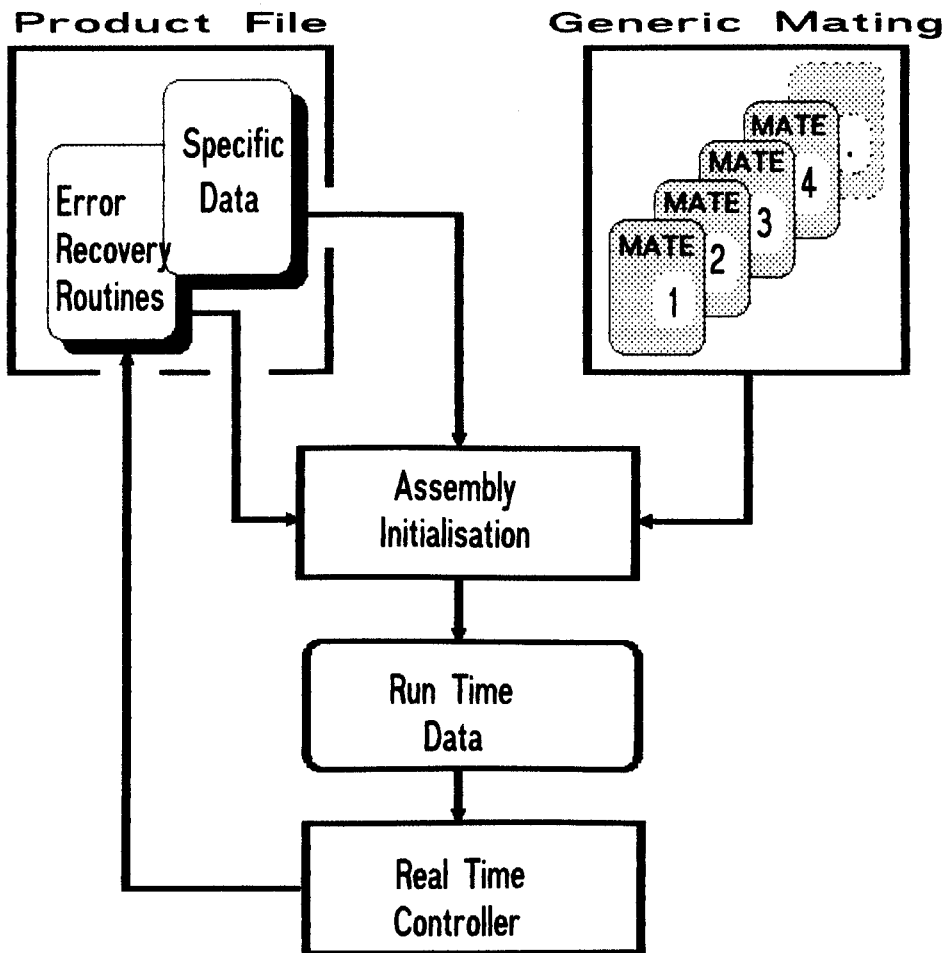 Product File
Generic Mating
Specific
Data
Error
Recovery
Routines
MATE
4
.
MATE
3
MATE
2
MATE
1
Assembly
Initialisation
Run Time
Data
Real Time
Controller